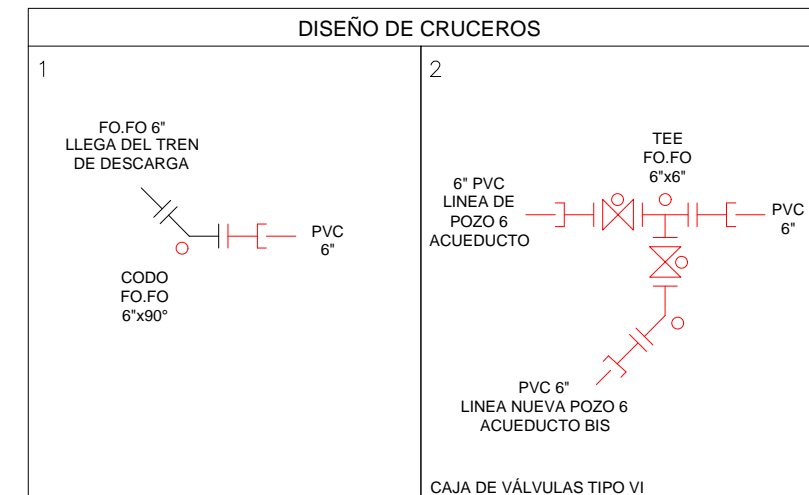 DISEÑO DE CRUCEROS
1
FO.FO 6"
LLEGA DEL TREN
DE DESCARGA
PVC
6"
CODO
FO.FO
6"x90°
2
TEE
FO.FO
6"x6"
6" PVC
LINEA DE
POZO 6
ACUEDUCTO
PVC
6"
PVC 6"
LINEA NUEVA POZO 6
ACUEDUCTO BIS
CAJA DE VÁLVULAS TIPO VI